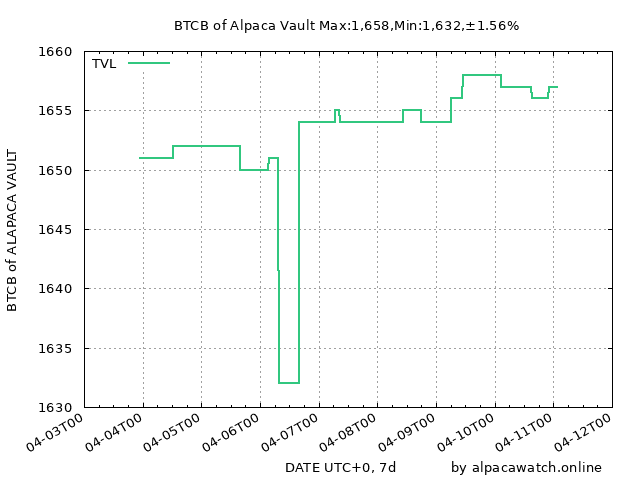 BTCB of Alpaca Vault Max:1,658,Min:1,632,±1.56%
TVL
BTCB of ALAPACA VAULT
1660
1655
1650
1645
1640
1635
1630
04-03T00
04-04T00
04-05T00
04-06T00
04-07T00
04-08T00
04-09T00
04-10T00
04-11T00
04-12T00
DATE UTC+0, 7d
by alpacawatch.online